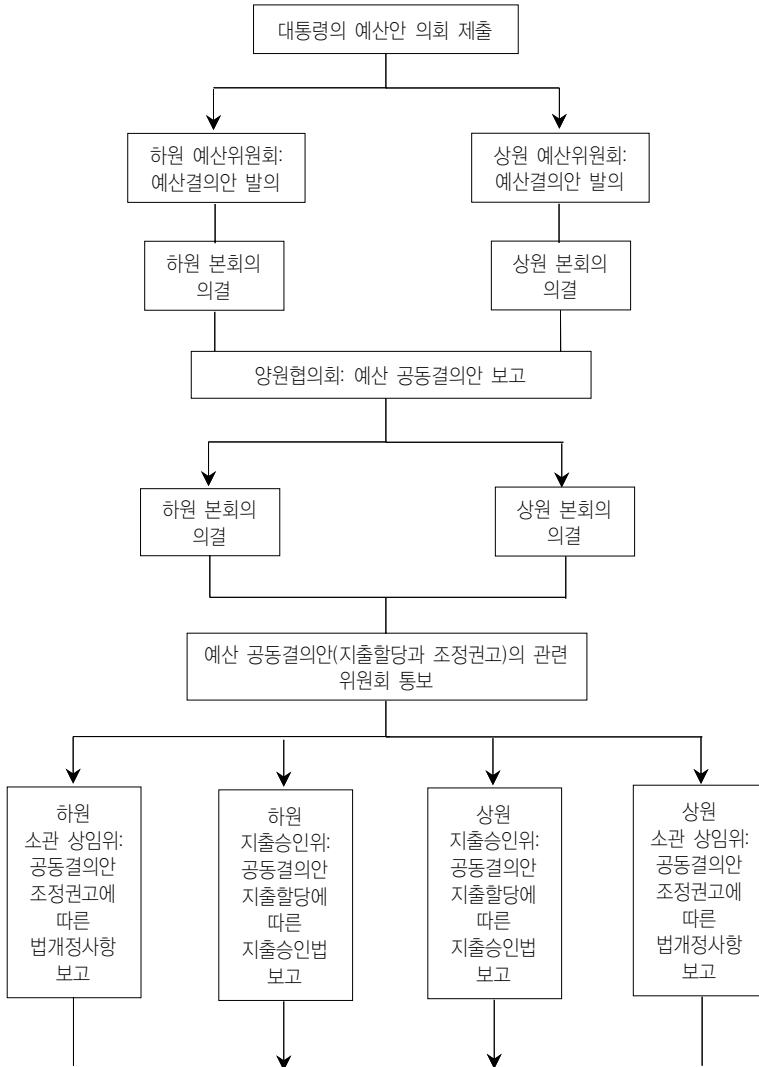 대통령의 예산안 의회 제출
하원 예산위원회:
예산결의안 발의
상원 예산위원회:
예산결의안 발의
하원 본회의
의결
상원 본회의
의결
양원협의회: 예산 공동결의안 보고
하원 본회의
의결
상원 본회의
의결
예산 공동결의안(지출할당과 조정권고)의 관련
위원회 통보
하원
소관 상임위:
공동결의안
조정권고에
따른
법개정사항
보고
하원
지출승인위:
공동결의안
지출할당에
따른
지출승인법
보고
상원
지출승인위:
공동결의안
지출할당에
따른
지출승인법
보고
상원
소관 상임위:
공동결의안
조정권고에
따른
법개정사항
보고